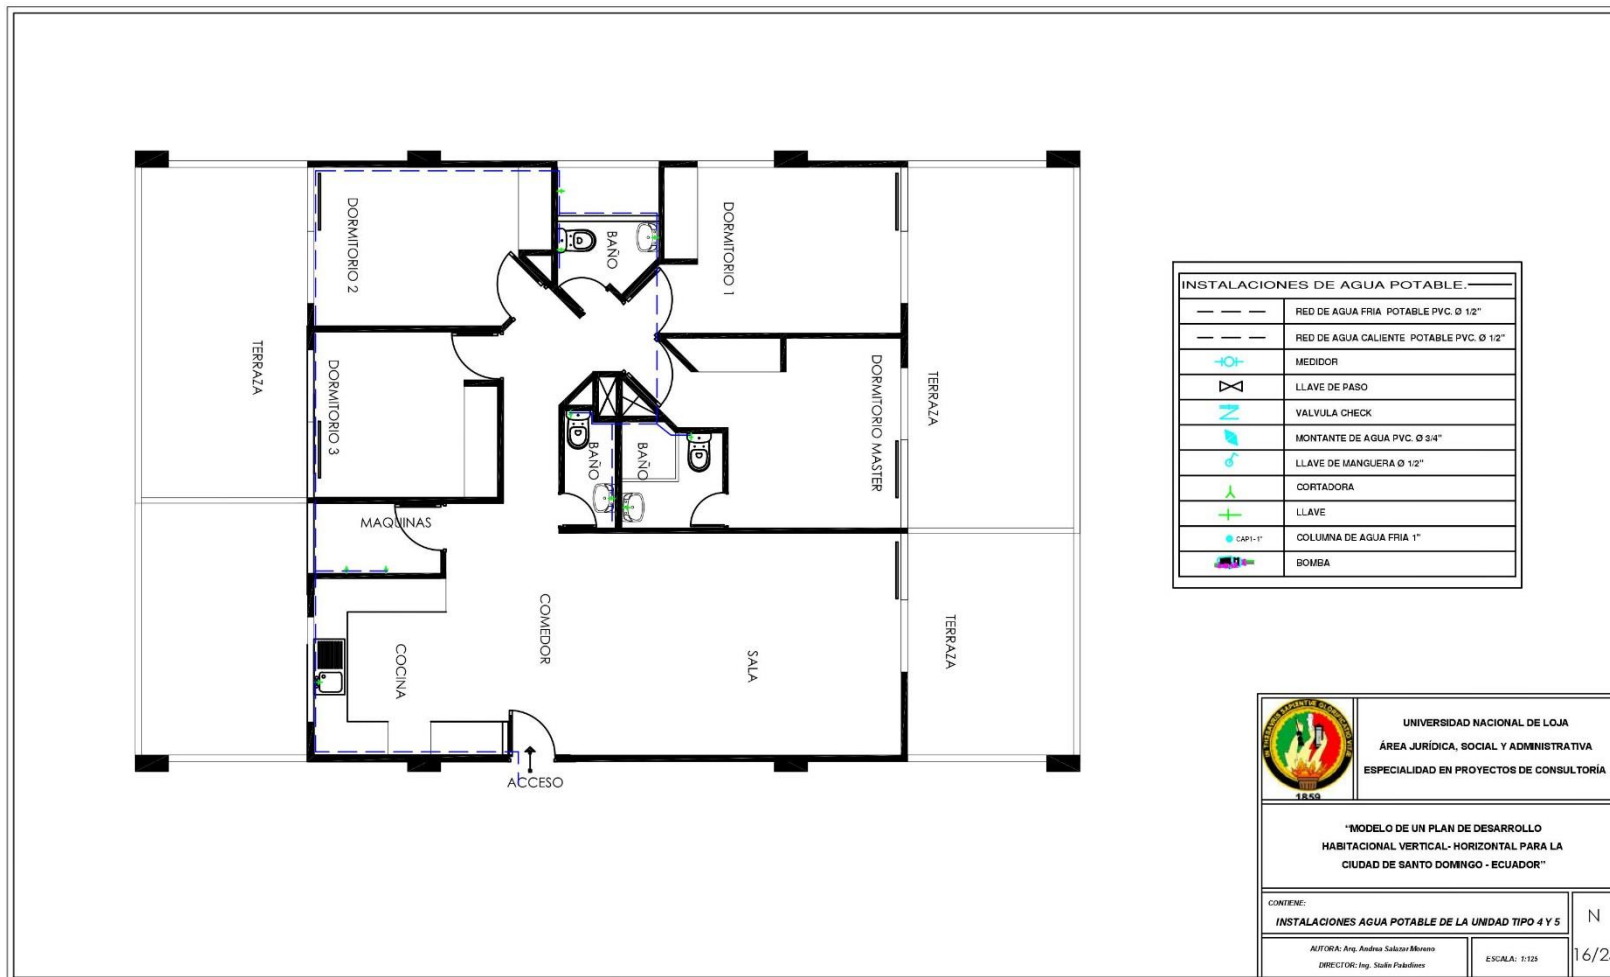 DORMITORIO 2
BAÑO
DORMITORIO 1
TERRAZA
DORMITORIO 3
BAÑO
BAÑO
DORMITORIO MASTER
TERRAZA
MAQUINAS
COCINA
COMEDOR
SALA
TERRAZA
ACCESO
INSTALACIONES DE AGUA POTABLE.
RED DE AGUA FRIA POTABLE PVC. Ø 1/2"
RED DE AGUA CALIENTE POTABLE PVC. Ø 1/2"
MEDIDOR
LLAVE DE PASO
VALVULA CHECK
MONTANTE DE AGUA PVC. Ø 3/4"
LLAVE DE MANGUERA Ø 1/2"
CORTADORA
LLAVE
CAP1-1" COLUMNA DE AGUA FRIA 1"
BOMBA
1859
UNIVERSIDAD NACIONAL DE LOJA
ÁREA JURÍDICA, SOCIAL Y ADMINISTRATIVA
ESPECIALIDAD EN PROYECTOS DE CONSULTORÍA
"MODELO DE UN PLAN DE DESARROLLO
HABITACIONAL VERTICAL- HORIZONTAL PARA LA
CIUDAD DE SANTO DOMINGO - ECUADOR"
CONTIENE:
INSTALACIONES AGUA POTABLE DE LA UNIDAD TIPO 4 Y 5
N
AUTORA: Arq. Andrea Salazar Moreno
DIRECTOR: Ing. Stalin Paladines
ESCALA: 1:125
16/2